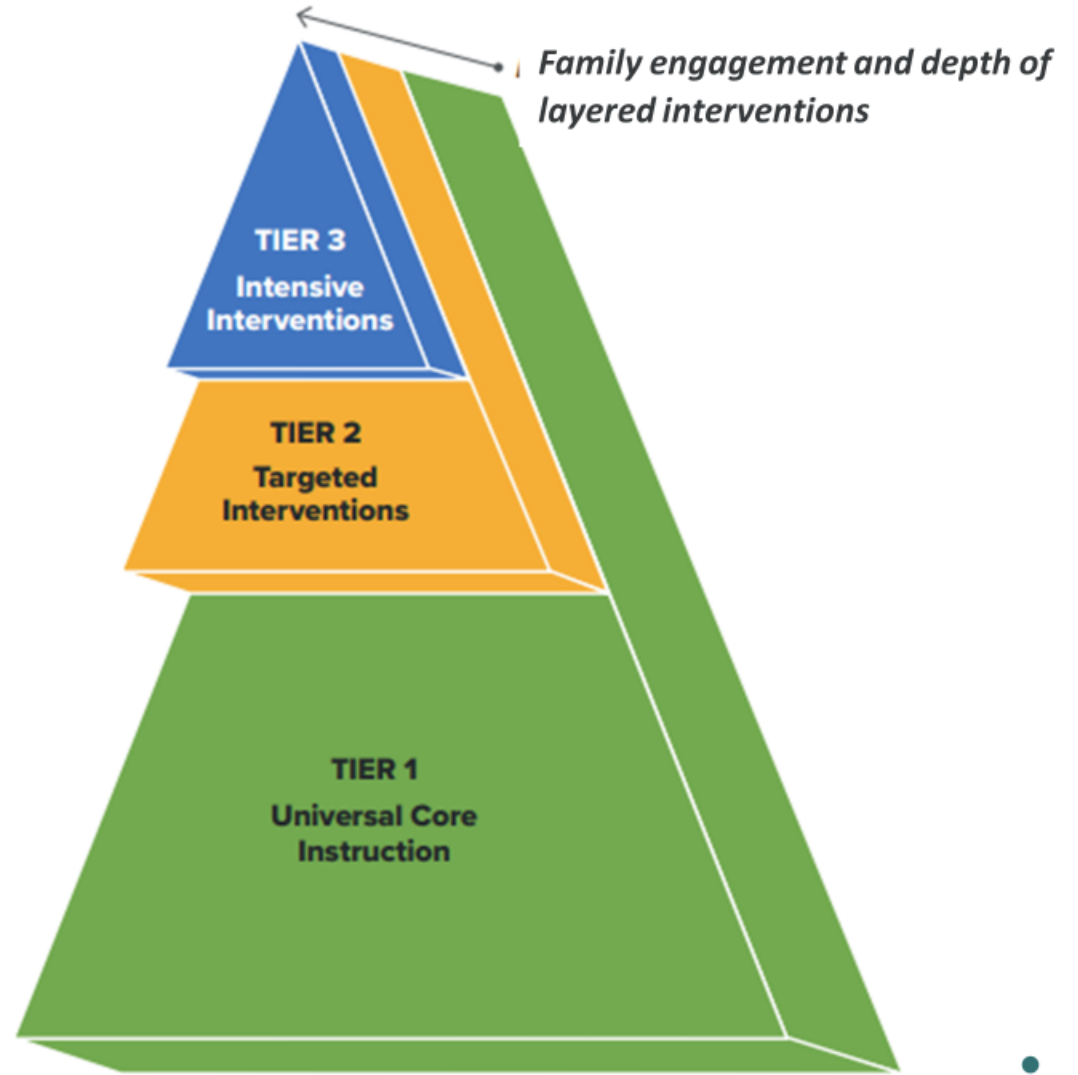 Family engagement and depth of
layered interventions
TIER 3
Intensive
Interventions
TIER 2
Targeted
Interventions
TIER 1
Universal Core
Instruction